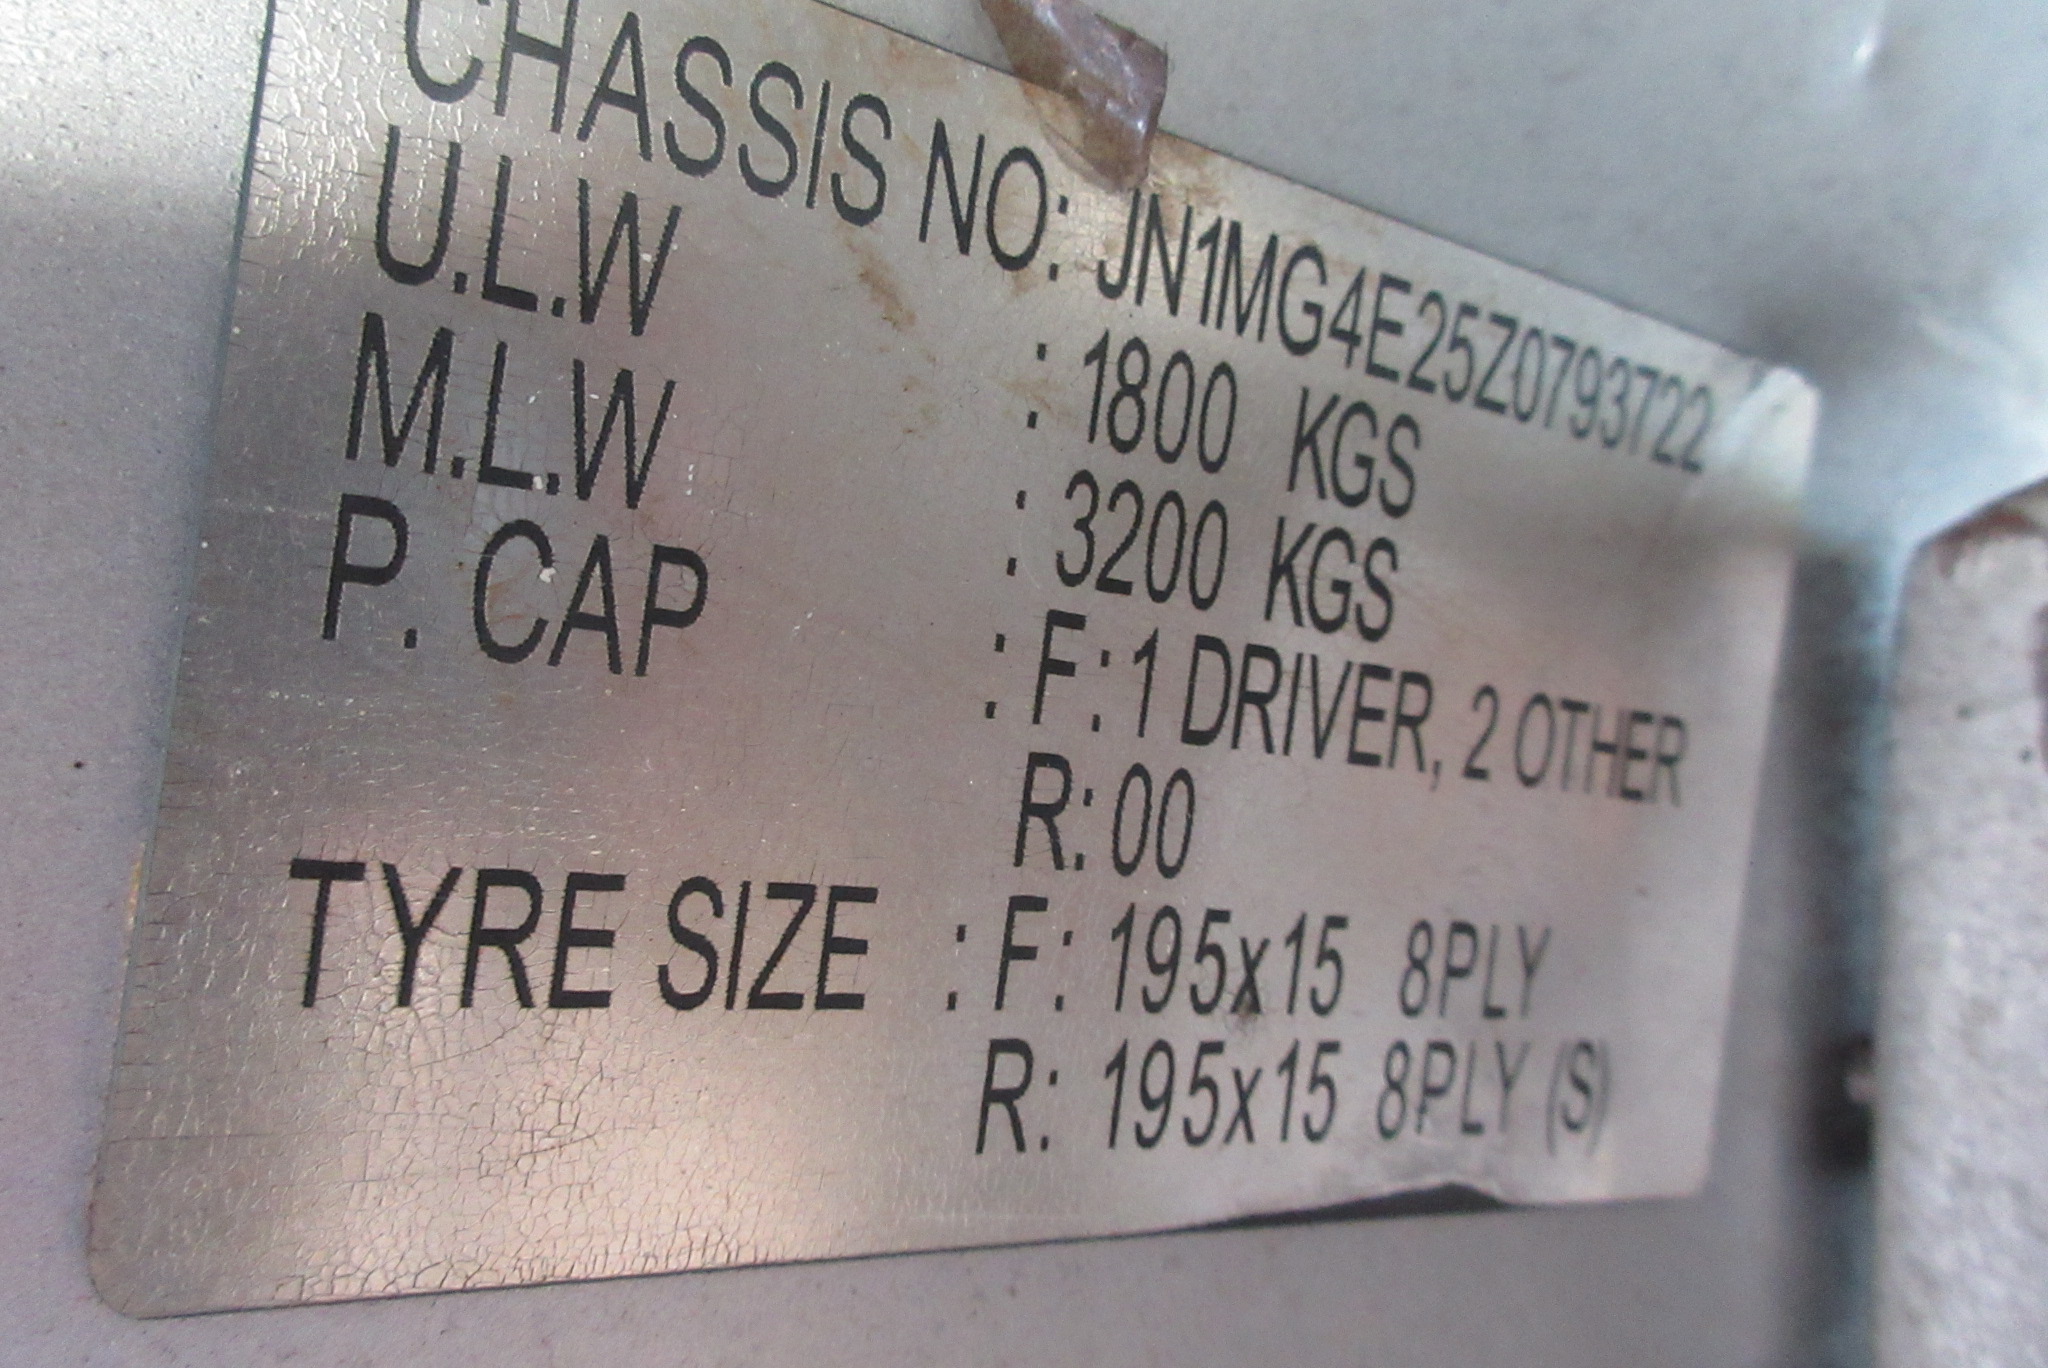 CHASSIS NO: JN1MG4E25Z0793722
U.L.W : 1800 KGS
M.L.W : 3200 KGS
P. CAP : F: 1 DRIVER, 2 OTHER
R: 00
TYRE SIZE : F: 195x15 8PLY
R: 195x15 8PLY (S)